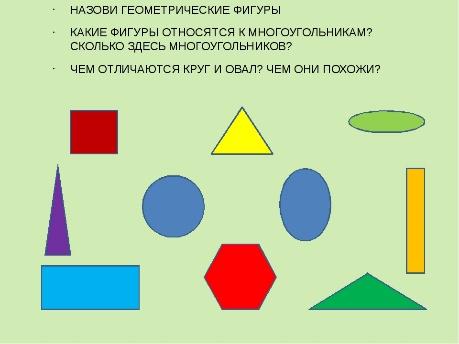 · НАЗОВИ ГЕОМЕТРИЧЕСКИЕ ФИГУРЫ
· КАКИЕ ФИГУРЫ ОТНОСЯТСЯ К МНОГОУГОЛЬНИКАМ?
СКОЛЬКО ЗДЕСЬ МНОГОУГОЛЬНИКОВ?
· ЧЕМ ОТЛИЧАЮТСЯ КРУГ И ОВАЛ? ЧЕМ ОНИ ПОХОЖИ?